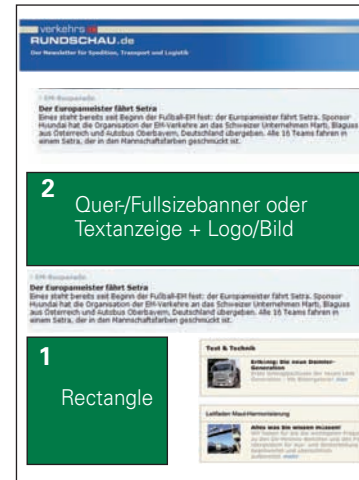 verkehrs
RUNDSCHAU.de
Der Newsletter für Spedition, Transport und Logistik
EM-Reoparlade
Der Europameister fährt Setra
Eines steht bereits seit Beginn der Fußball-EM fest: der Europameister fährt Setra. Sponsor
Hyundai hat die Organisation der EM-Verkehre an das Schweizer Unternehmen Marti, Blaguss
aus Österreich und Autobus Oberbayern, Deutschland übergeben. Alle 16 Teams fahren in
einem Setra, der in den Mannschaftsfarben geschmückt ist.
2
Quer-/Fullsizebanner oder
Textanzeige + Logo/Bild
Der Europameister fährt Setra
Eines steht bereits seit Beginn der Fußball-EM fest: der Europameister fährt Setra. Sponsor
Hyundai hat die Organisation der EM-Verkehre an das Schweizer Unternehmen Marti, Blaguss
aus Österreich und Autobus Oberbayern, Deutschland übergeben. Alle 16 Teams fahren in
einem Setra, der in den Mannschaftsfarben geschmückt ist.
1
Rectangle
Test & Technik
Erlkönig: Die neue Daimler-
Generation
Leitfaden Maut-Harmonisierung
Alles was Sie wissen müssen!